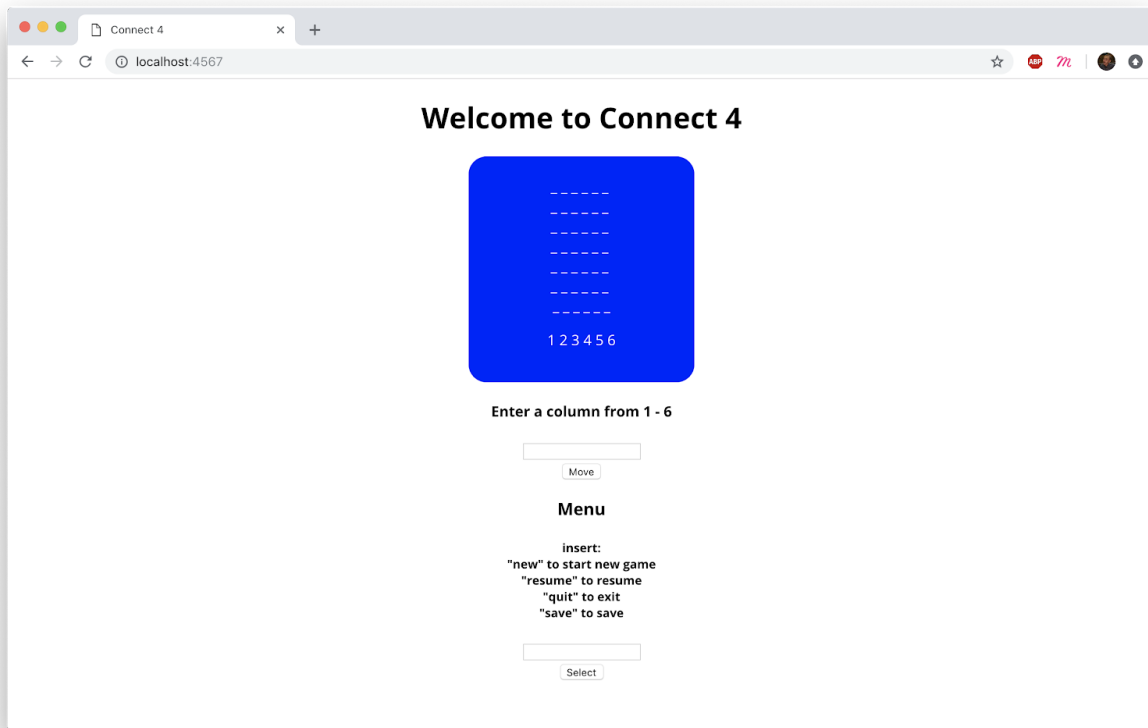 Connect 4
localhost:4567
ABP
m
Welcome to Connect 4
_ _ _ _ _ _
_ _ _ _ _ _
_ _ _ _ _ _
_ _ _ _ _ _
_ _ _ _ _ _
_ _ _ _ _ _
_ _ _ _ _ _
1 2 3 4 5 6
Enter a column from 1 - 6
Move
Menu
insert:
"new" to start new game
"resume" to resume
"quit" to exit
"save" to save
Select